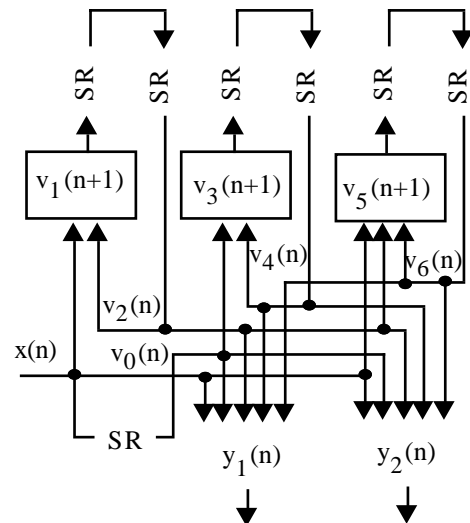 SR SR SR SR SR SR
v₁(n+1) v₃(n+1) v₅(n+1)
v₄(n) v₆(n)
v₂(n)
x(n) v₀(n)
SR
y₁(n) y₂(n)